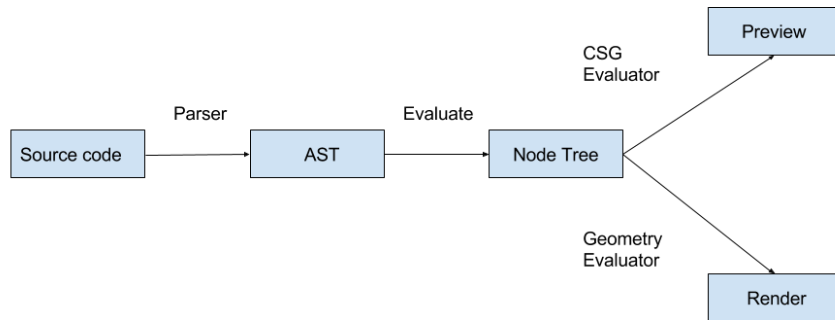 Preview
CSG
Evaluator
Parser
Evaluate
Source code
AST
Node Tree
Geometry
Evaluator
Render